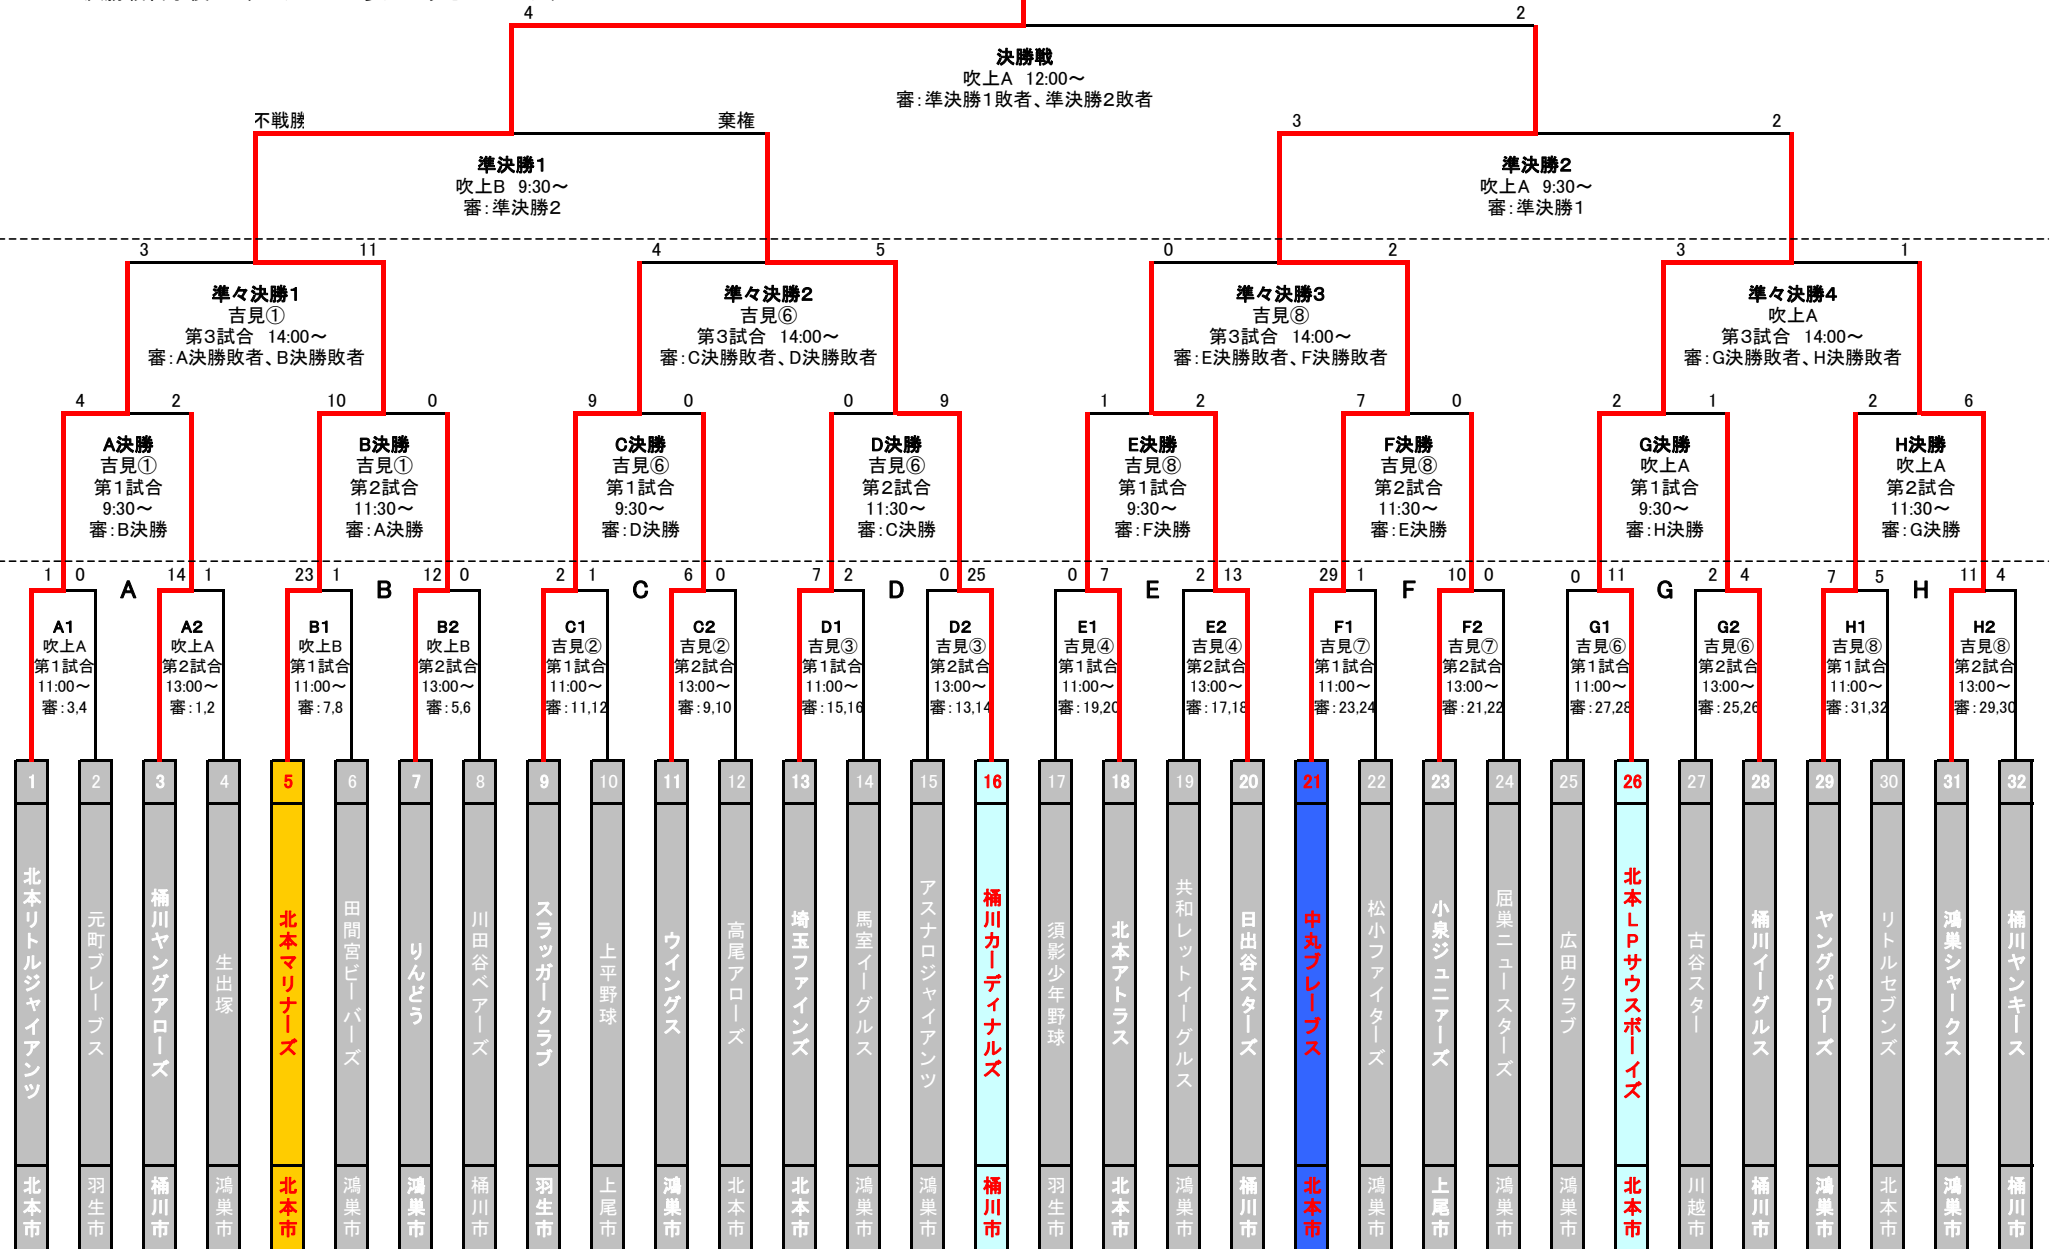 4 2
決勝戦
吹上A 12:00～
審：準決勝1敗者、準決勝2敗者
不戦勝 棄権 3 2
準決勝1 準決勝2
吹上B 9:30～ 吹上A 9:30～
審：準決勝2 審：準決勝1
3 11 4 5 0 2 3 1
準々決勝1 準々決勝2 準々決勝3 準々決勝4
吉見① 吉見⑥ 吉見⑧ 吹上A
第3試合 14:00～ 第3試合 14:00～ 第3試合 14:00～ 第3試合 14:00～
審：A決勝敗者、B決勝敗者 審：C決勝敗者、D決勝敗者 審：E決勝敗者、F決勝敗者 審：G決勝敗者、H決勝敗者
4 2 10 0 9 0 0 9 1 2 7 0 2 1 2 6
A決勝 B決勝 C決勝 D決勝 E決勝 F決勝 G決勝 H決勝
吉見① 吉見① 吉見⑥ 吉見⑥ 吉見⑧ 吉見⑧ 吹上A 吹上A
第1試合 第2試合 第1試合 第2試合 第1試合 第2試合 第1試合 第2試合
9:30～ 11:30～ 9:30～ 11:30～ 9:30～ 11:30～ 9:30～ 11:30～
審：B決勝 審：A決勝 審：D決勝 審：C決勝 審：F決勝 審：E決勝 審：H決勝 審：G決勝
1 0 14 1 23 1 12 0 2 1 6 0 7 2 0 25 0 7 2 13 29 1 10 0 0 11 2 4 7 5 11 4
A B C D E F G H
A1 A2 B1 B2 C1 C2 D1 D2 E1 E2 F1 F2 G1 G2 H1 H2
吹上A 吹上A 吹上B 吹上B 吉見② 吉見② 吉見③ 吉見③ 吉見④ 吉見④ 吉見⑦ 吉見⑦ 吉見⑥ 吉見⑥ 吉見⑧ 吉見⑧
第1試合 第2試合 第1試合 第2試合 第1試合 第2試合 第1試合 第2試合 第1試合 第2試合 第1試合 第2試合 第1試合 第2試合 第1試合 第2試合
11:00～ 13:00～ 11:00～ 13:00～ 11:00～ 13:00～ 11:00～ 13:00～ 11:00～ 13:00～ 11:00～ 13:00～ 11:00～ 13:00～ 11:00～ 13:00～
審：3,4 審：1,2 審：7,8 審：5,6 審：11,12 審：9,10 審：15,16 審：13,14 審：19,20 審：17,18 審：23,24 審：21,22 審：27,28 審：25,26 審：31,32 審：29,30
1 2 3 4 5 6 7 8 9 10 11 12 13 14 15 16 17 18 19 20 21 22 23 24 25 26 27 28 29 30 31 32
北本リトルジャイアンツ
元町ブレーブス
桶川ヤングアローズ
生出塚
北本マリナーズ
田間宮ビーバーズ
りんどう
川田谷ベアーズ
スラッガークラブ
上平野球
ウイングス
高尾アローズ
埼玉ファインズ
馬室イーグルス
アスナロジャイアンツ
桶川カーディナルズ
須影少年野球
北本アトラス
共和レットイーグルス
日出谷スターズ
中丸ブレーブス
松小ファイターズ
小泉ジュニアーズ
屈巣ニュースターズ
広田クラブ
北本LPサウスボーイズ
古谷スター
桶川イーグルス
ヤングパワーズ
リトルセブンズ
鴻巣シャークス
桶川ヤンキース
北本市 羽生市 桶川市 鴻巣市 北本市 鴻巣市 鴻巣市 桶川市 羽生市 上尾市 鴻巣市 北本市 北本市 鴻巣市 鴻巣市 桶川市 羽生市 北本市 鴻巣市 桶川市 北本市 鴻巣市 上尾市 鴻巣市 鴻巣市 北本市 川越市 桶川市 鴻巣市 北本市 鴻巣市 桶川市